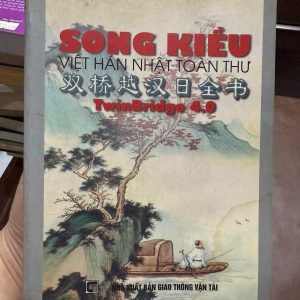 SONG KIỀU
VIỆT HÁN NHẬT TOÀN THƯ
双桥越汉日全书
TwinBridge 4.0
NHÀ XUẤT BẢN GIAO THÔNG VẬN TẢI